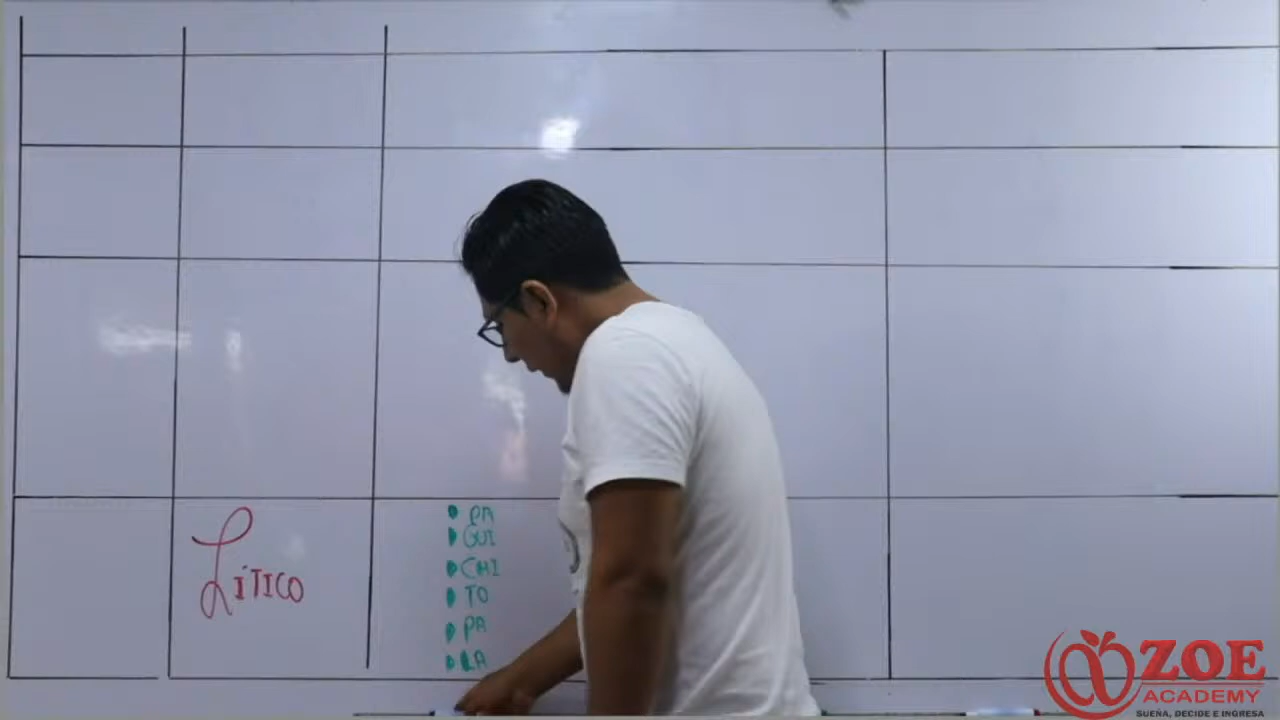 LÍTICO
PA
GUI
CHI
TO
PA
LA
ZOE
ACADEMY
SUEÑA, DECIDE E INGRESA